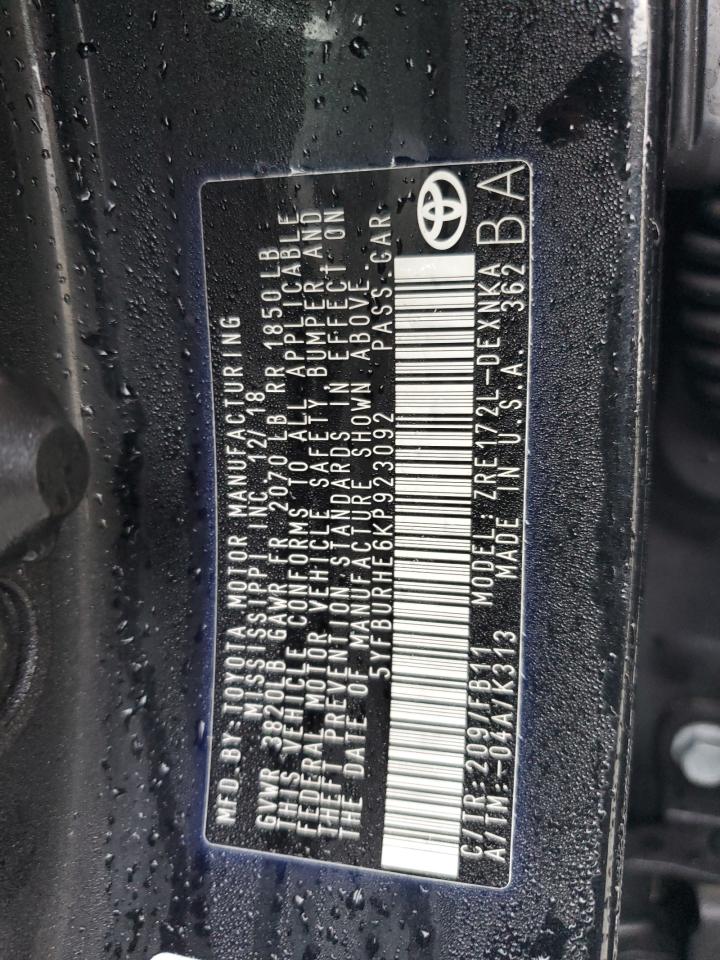 MFD.BY:TOYOTA MOTOR MANUFACTURING
MISSISSIPPI INC 12/18
GVWR 3820LB GAWR FR 2070 LB RR 1850LB
THIS VEHICLE CONFORMS TO ALL APPLICABLE
FEDERAL MOTOR VEHICLE SAFETY BUMPER AND
THEFT PREVENTION STANDARDS IN EFFECT ON
THE DATE OF MANUFACTURE SHOWN ABOVE.
5YFBURHE6KP923092 PASS.CAR
C/TR:209/FB11 MODEL:ZRE172L-DEXNKA
A/TM:-04A/K313 MADE IN U.S.A. 362
BA